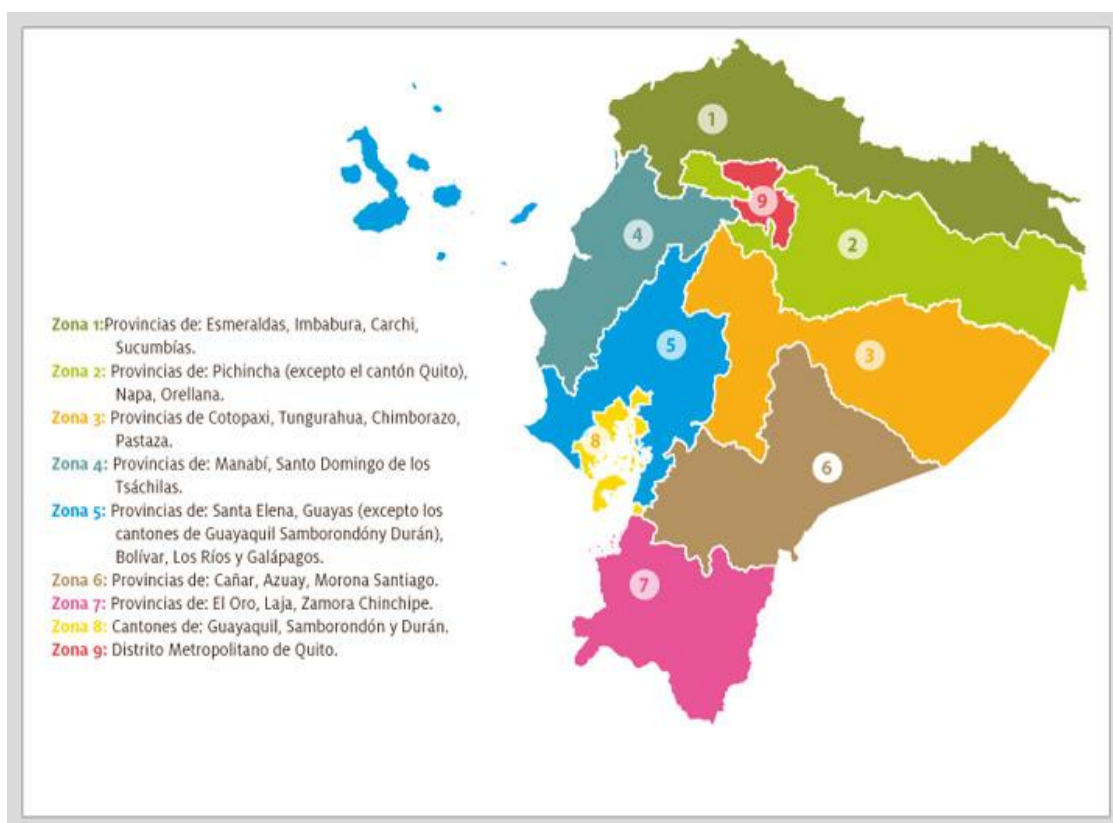 1
9
2
4
3
5
8
6
7
Zona 1:Provincias de: Esmeraldas, Imbabura, Carchi,
Sucumbías.
Zona 2: Provincias de: Pichincha (excepto el cantón Quito),
Napa, Orellana.
Zona 3: Provincias de Cotopaxi, Tungurahua, Chimborazo,
Pastaza.
Zona 4: Provincias de: Manabí, Santo Domingo de los
Tsáchilas.
Zona 5: Provincias de: Santa Elena, Guayas (excepto los
cantones de Guayaquil Samborondóny Durán),
Bolívar, Los Ríos y Galápagos.
Zona 6: Provincias de: Cañar, Azuay, Morona Santiago.
Zona 7: Provincias de: El Oro, Laja, Zamora Chinchipe.
Zona 8: Cantones de: Guayaquil, Samborondón y Durán.
Zona 9: Distrito Metropolitano de Quito.